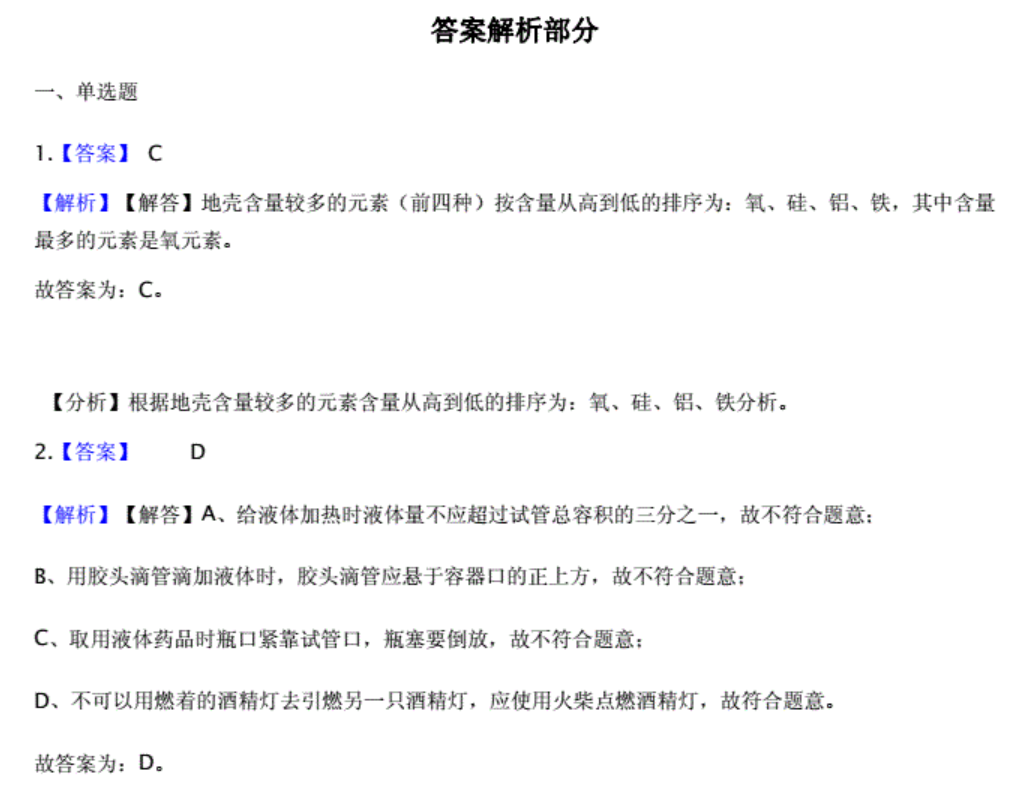 答案解析部分
一、单选题
1.【答案】 C
【解析】【解答】地壳含量较多的元素（前四种）按含量从高到低的排序为：氧、硅、铝、铁，其中含量
最多的元素是氧元素。
故答案为：C。
【分析】根据地壳含量较多的元素含量从高到低的排序为：氧、硅、铝、铁分析。
2.【答案】 D
【解析】【解答】A、给液体加热时液体量不应超过试管总容积的三分之一，故不符合题意；
B、用胶头滴管滴加液体时，胶头滴管应悬于容器口的正上方，故不符合题意；
C、取用液体药品时瓶口紧靠试管口，瓶塞要倒放，故不符合题意；
D、不可以用燃着的酒精灯去引燃另一只酒精灯，应使用火柴点燃酒精灯，故符合题意。
故答案为：D。